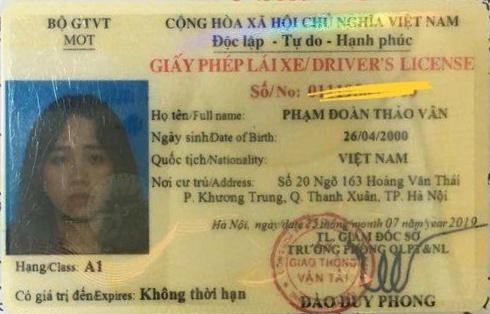 BỘ GTVT
MOT
CỘNG HÒA XÃ HỘI CHỦ NGHĨA VIỆT NAM
Độc lập - Tự do - Hạnh phúc
GIẤY PHÉP LÁI XE/ DRIVER'S LICENSE
Số/No:
Họ tên/Full name: PHẠM ĐOÀN THẢO VÂN
Ngày sinh/Date of Birth: 26/04/2000
Quốc tịch/Nationality: VIỆT NAM
Nơi cư trú/Address: Số 20 Ngõ 163 Hoàng Văn Thái
P. Khương Trung, Q. Thanh Xuân, TP. Hà Nội
Hà Nội, ngày/date 25 tháng/month 07 năm/year 2019
TL. GIÁM ĐỐC SỞ
TRƯỞNG PHÒNG QLPT&NL
GIAO THÔNG
VẬN TẢI
ĐÀO DUY PHONG
Hạng/Class: A1
Có giá trị đến/Expires: Không thời hạn